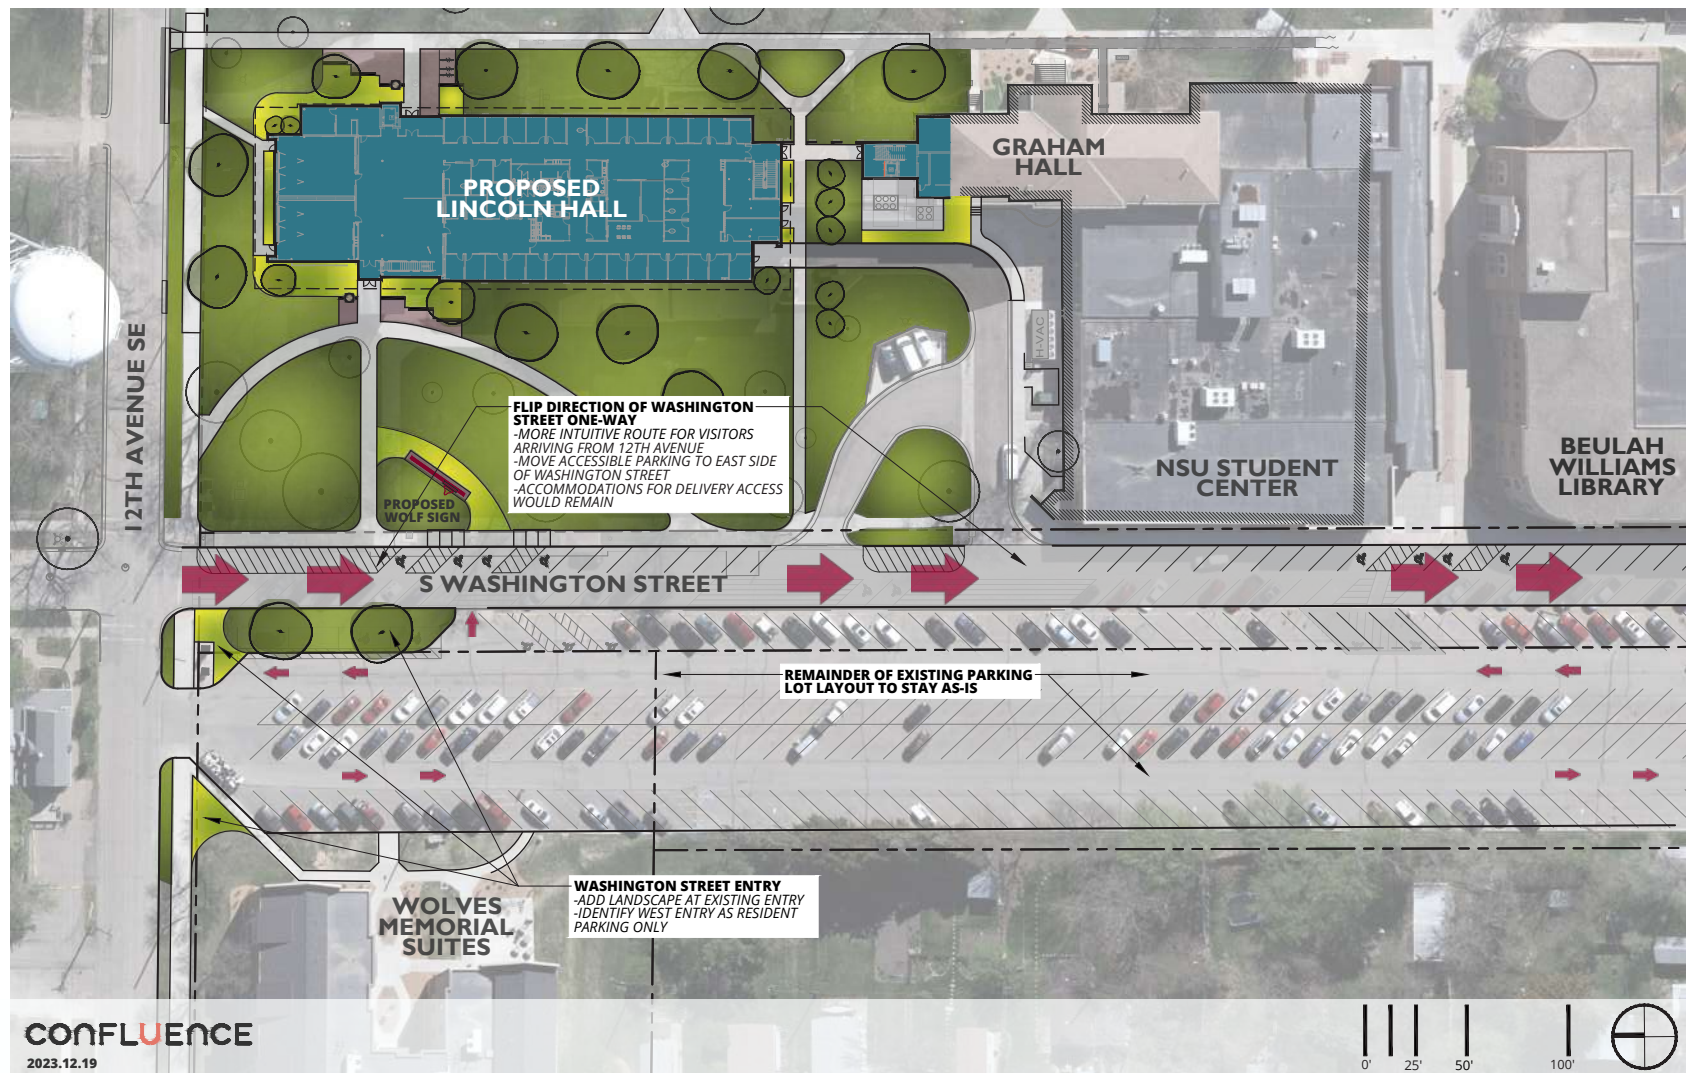 PROPOSED
LINCOLN HALL
GRAHAM
HALL
H-VAC
12TH AVENUE SE
FLIP DIRECTION OF WASHINGTON
STREET ONE-WAY
-MORE INTUITIVE ROUTE FOR VISITORS
ARRIVING FROM 12TH AVENUE
-MOVE ACCESSIBLE PARKING TO EAST SIDE
OF WASHINGTON STREET
-ACCOMMODATIONS FOR DELIVERY ACCESS
WOULD REMAIN
PROPOSED
WOLF SIGN
NSU STUDENT
CENTER
BEULAH
WILLIAMS
LIBRARY
S WASHINGTON STREET
REMAINDER OF EXISTING PARKING
LOT LAYOUT TO STAY AS-IS
WASHINGTON STREET ENTRY
-ADD LANDSCAPE AT EXISTING ENTRY
-IDENTIFY WEST ENTRY AS RESIDENT
PARKING ONLY
WOLVES
MEMORIAL
SUITES
CONFLUENCE
2023.12.19
0' 25' 50' 100'